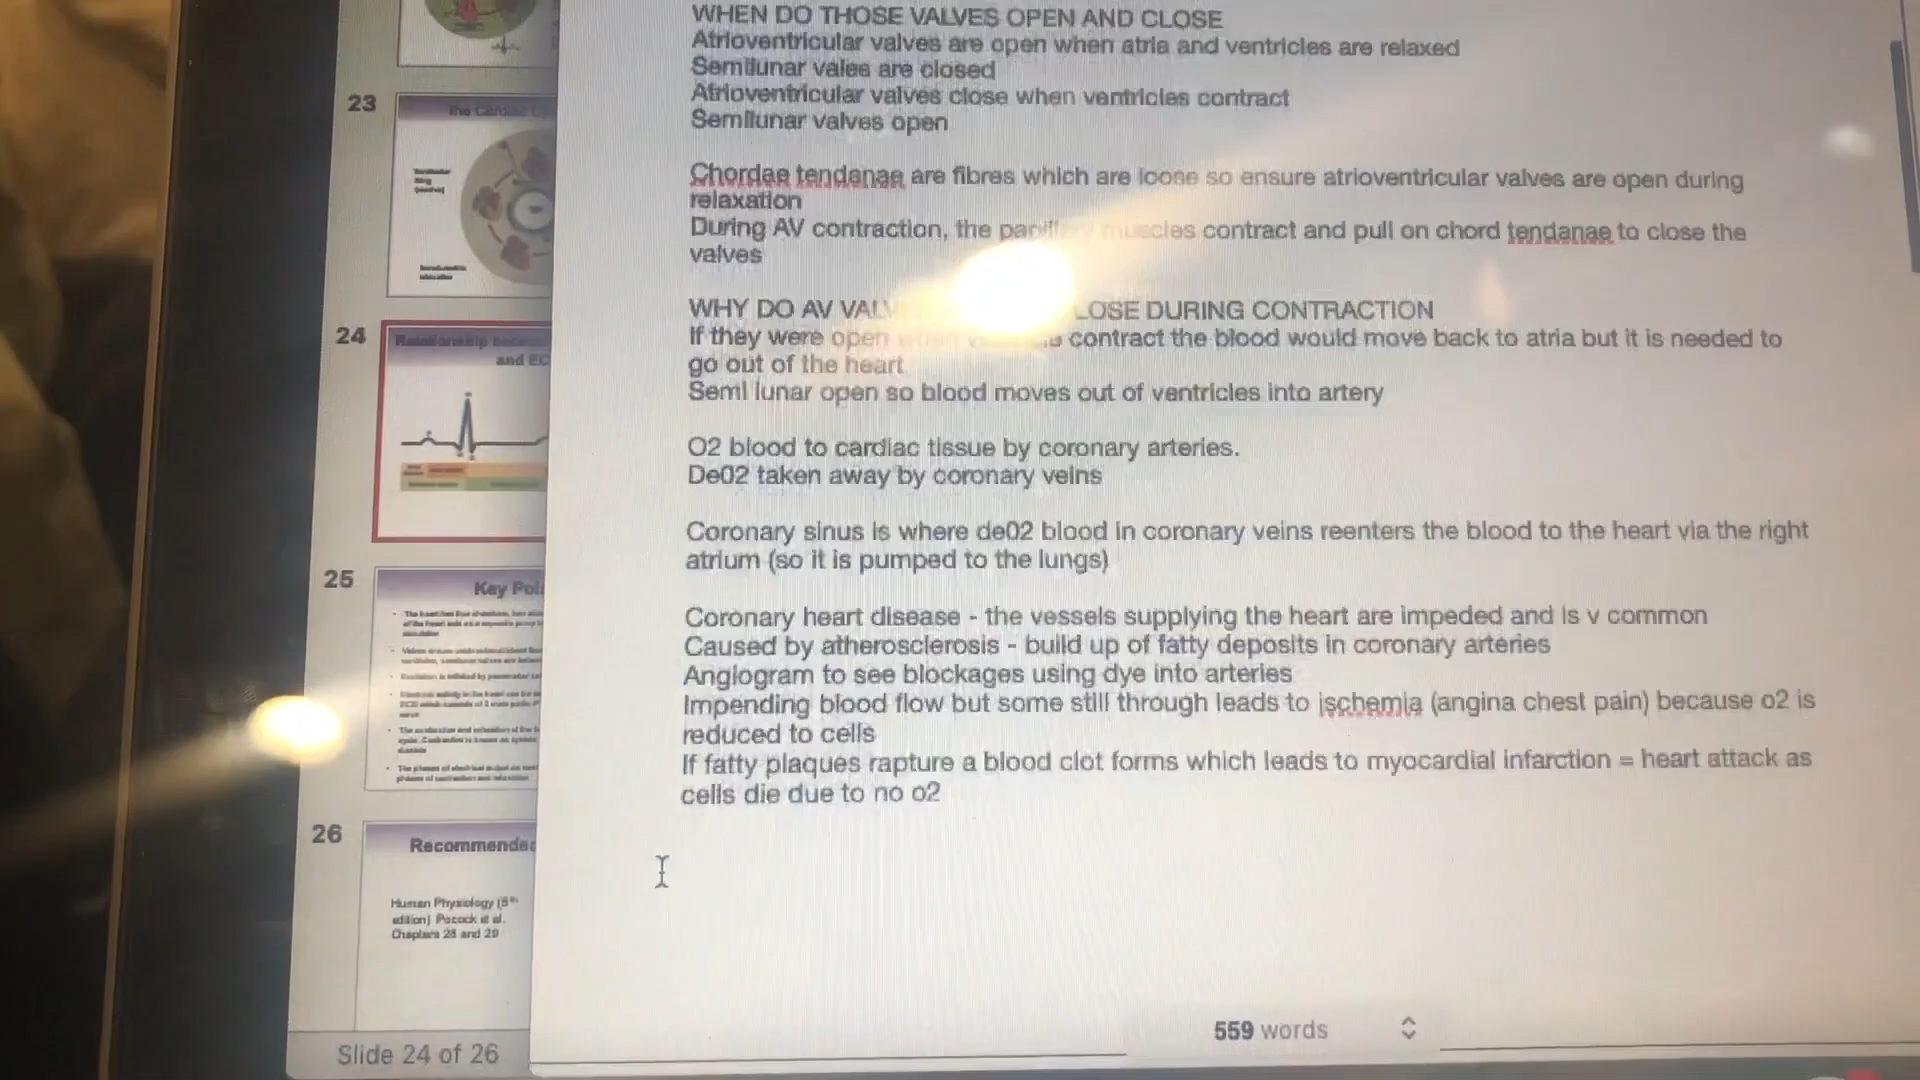 WHEN DO THOSE VALVES OPEN AND CLOSE
Atrioventricular valves are open when atria and ventricles are relaxed
Semilunar vales are closed
Atrioventricular valves close when ventricles contract
Semilunar valves open
Chordae tendanae are fibres which are loose so ensure atrioventricular valves are open during
relaxation
During AV contraction, the muscles contract and pull on chord tendanae to close the
valves
WHY DO AV DURING CONTRACTION
If they were open contract the blood would move back to atria but it is needed to
go out of the heart
Semi lunar open so blood moves out of ventricles into artery
O2 blood to cardiac tissue by coronary arteries.
De02 taken away by coronary veins
Coronary sinus is where de02 blood in coronary veins reenters the blood to the heart via the right
atrium (so it is pumped to the lungs)
Coronary heart disease - the vessels supplying the heart are impeded and is v common
Caused by atherosclerosis - build up of fatty deposits in coronary arteries
Angiogram to see blockages using dye into arteries
Impending blood flow but some still through leads to ischemia (angina chest pain) because o2 is
reduced to cells
If fatty plaques rapture a blood clot forms which leads to myocardial infarction = heart attack as
cells die due to no o2
559 words
23
The Cardiac
24
Relationship
and
25
Key
26
Human Physiology
Pocock et al.
Chapters 28 and 29
Slide 24 of 26